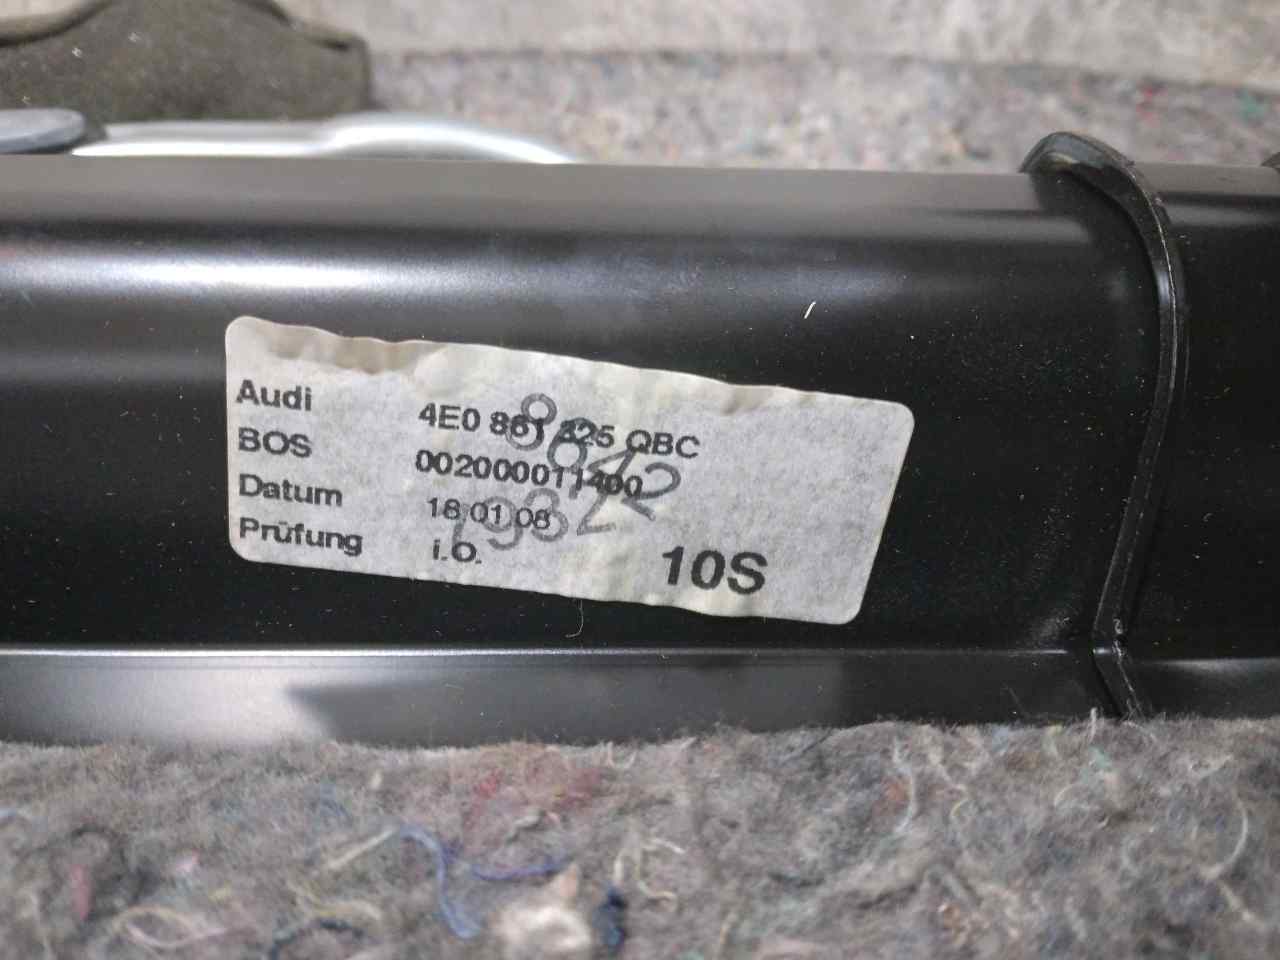 Audi 4E0 861 325 QBC
BOS 002000011400
Datum 18.01.08
Prüfung i.O.
10S